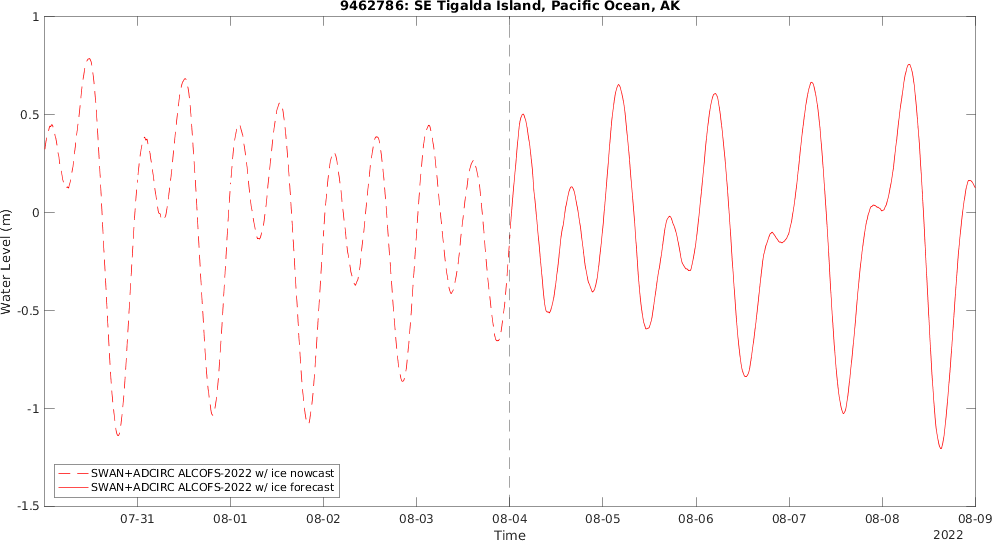 9462786: SE Tigalda Island, Pacific Ocean, AK
1
0.5
0
-0.5
-1
-1.5
Water Level (m)
SWAN+ADCIRC ALCOFS-2022 w/ ice nowcast
SWAN+ADCIRC ALCOFS-2022 w/ ice forecast
07-31 08-01 08-02 08-03 08-04 08-05 08-06 08-07 08-08 08-09
Time
2022